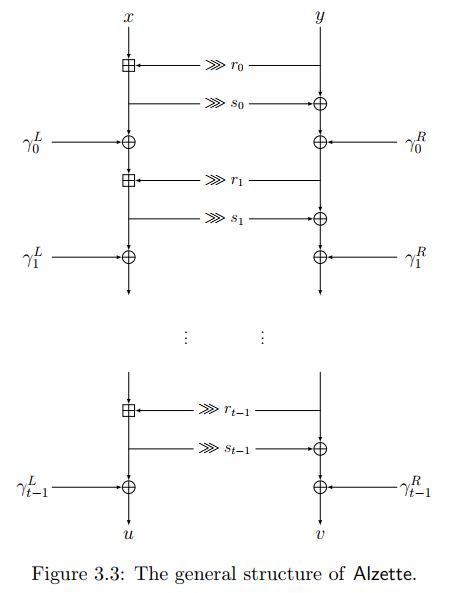 x y
⋙ r₀
⋙ s₀
γ₀ᴸ γ₀ᴿ
⋙ r₁
⋙ s₁
γ₁ᴸ γ₁ᴿ
⋮ ⋮
⋙ rₜ₋₁
⋙ sₜ₋₁
γₜ₋₁ᴸ γₜ₋₁ᴿ
u v
Figure 3.3: The general structure of Alzette.